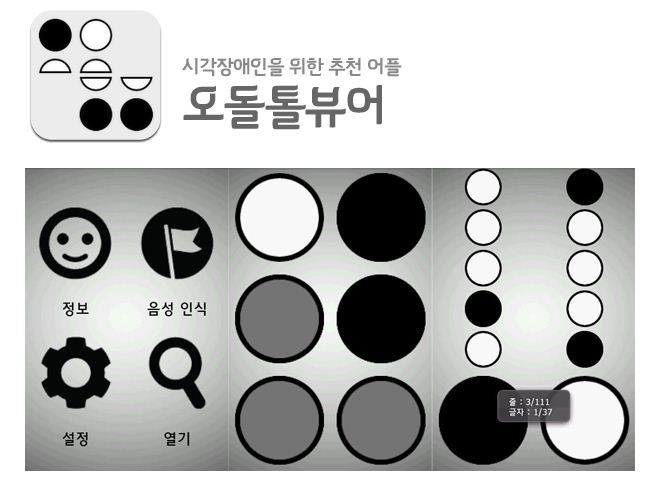 시각장애인을 위한 추천 어플
오돌톨뷰어
정보
음성 인식
설정
열기
줄 : 3/111
글자 : 1/37